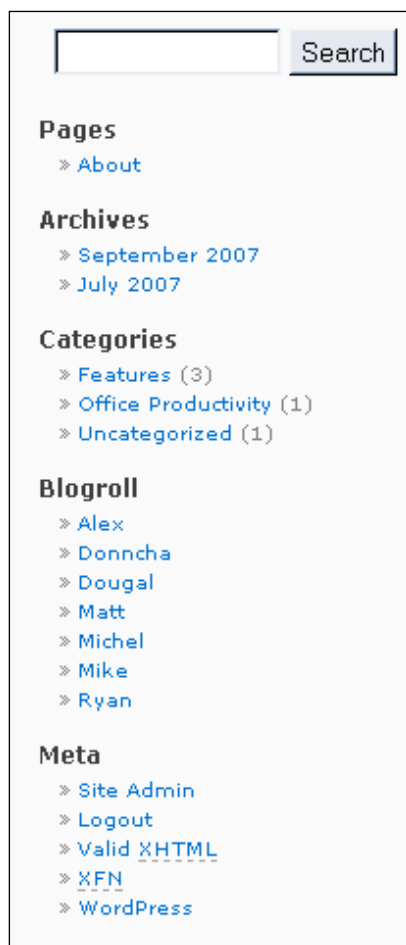 Search
Pages
» About
Archives
» September 2007
» July 2007
Categories
» Features (3)
» Office Productivity (1)
» Uncategorized (1)
Blogroll
» Alex
» Donncha
» Dougal
» Matt
» Michel
» Mike
» Ryan
Meta
» Site Admin
» Logout
» Valid XHTML
» XFN
» WordPress